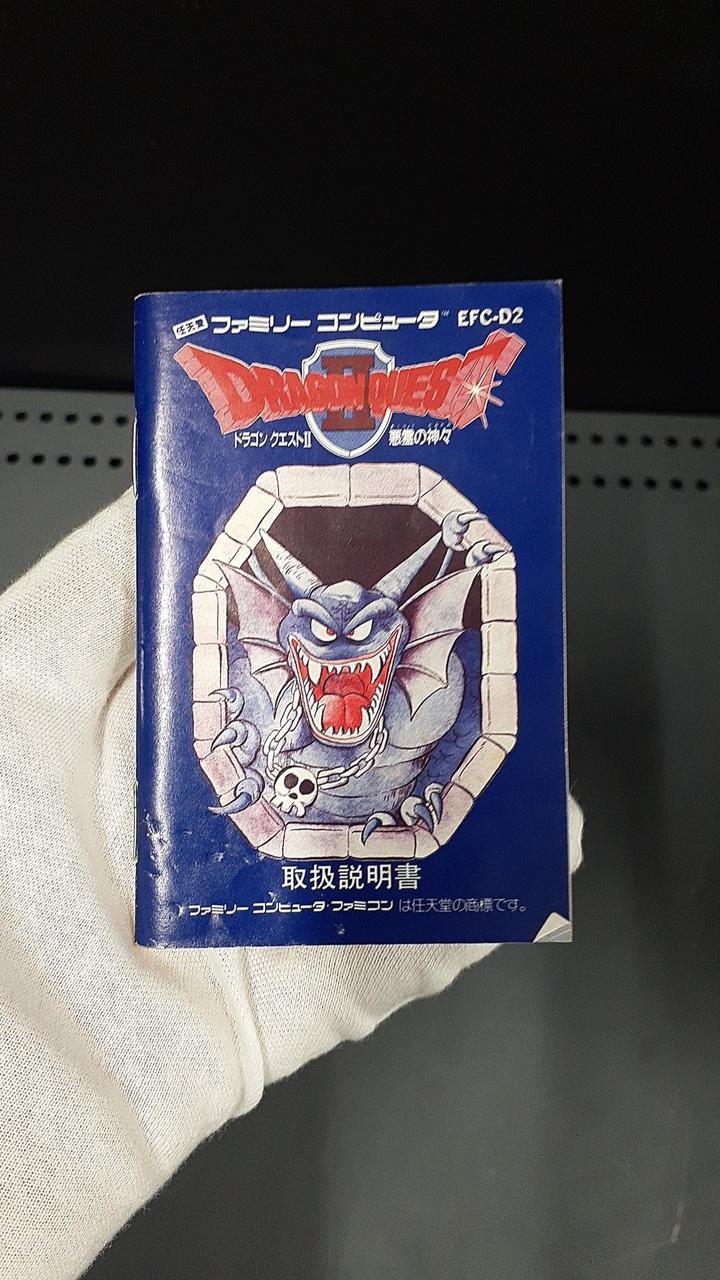 任天堂 ファミリー コンピュータ™ EFC-D2
DRAGON QUEST
II
ドラゴンクエストII 悪霊の神々
取扱説明書
ファミリー コンピュータ・ファミコン は任天堂の商標です。